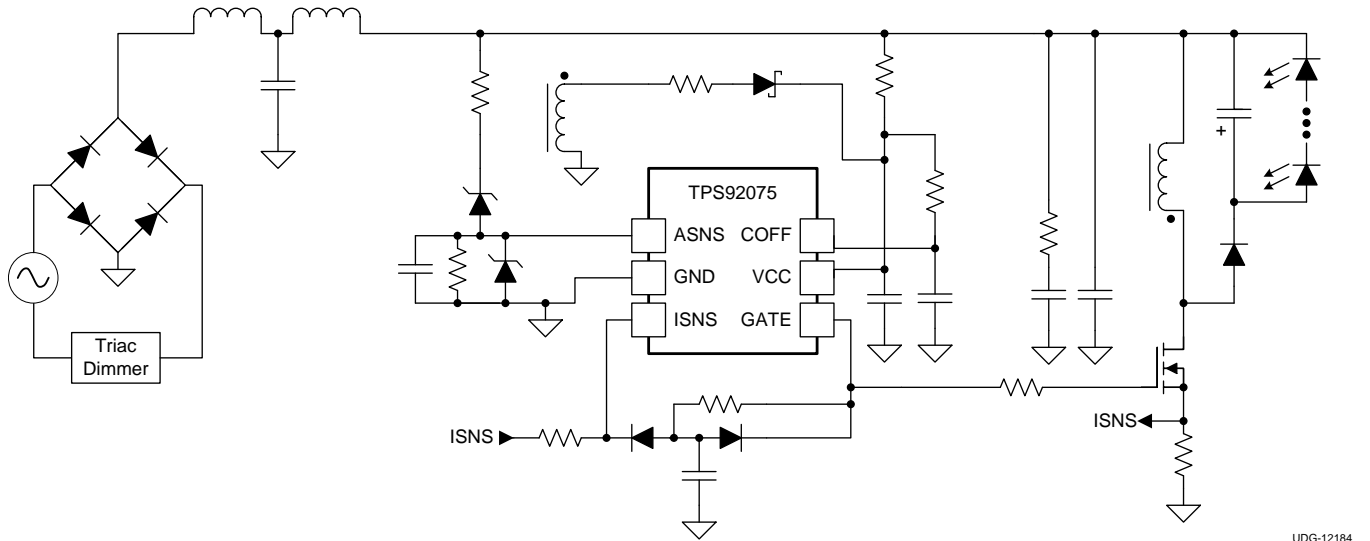 TPS92075
ASNS COFF
GND VCC
ISNS GATE
Triac
Dimmer
ISNS
ISNS
UDG-12184